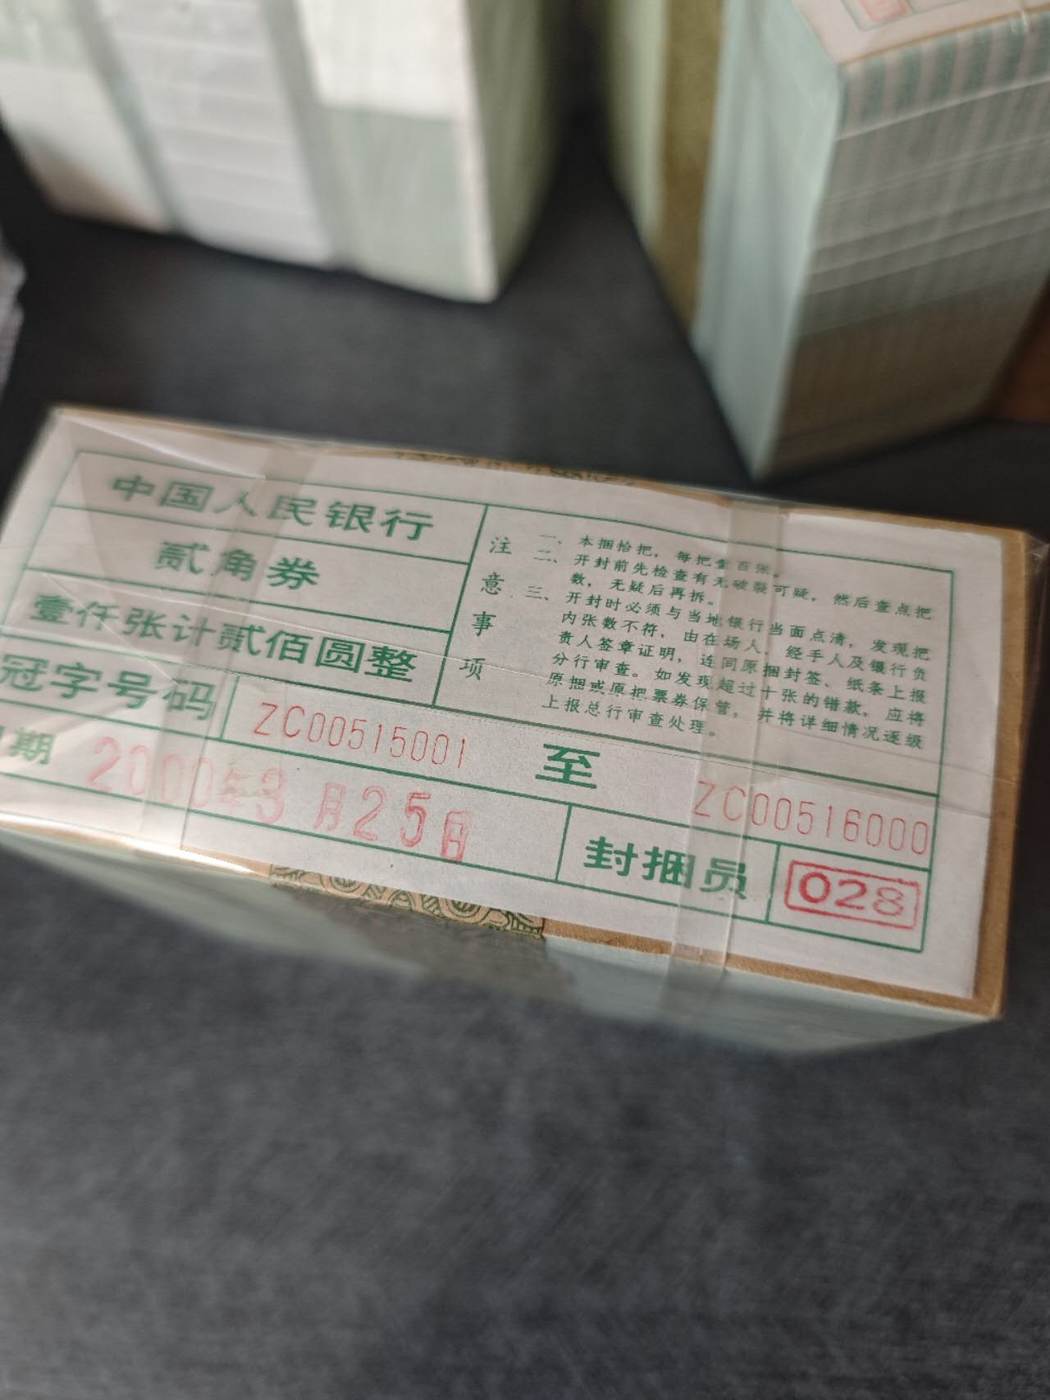 中国人民银行
贰角券
壹仟张计贰佰圆整
冠字号码 ZC00515001 至 ZC00516000
期 2000年3月25日
封捆员 028
注意事项
一、本捆拾把，每把壹百张。
二、开封前先检查有无破裂可疑，然后查点把
数，无疑后再拆。
三、开封时必须与当地银行当面点清，发现把
内张数不符，由在场人、经手人及银行负
责人签章证明，连同原捆封签、纸条上报
分行审查。如发现超过十张的错款，应将
原捆或原把票券保管，并将详细情况逐级
上报总行审查处理。